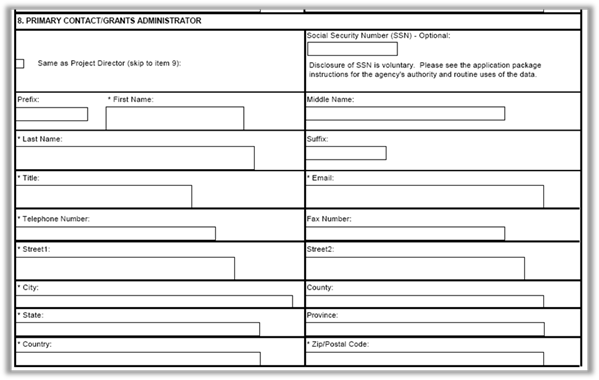 8. PRIMARY CONTACT/GRANTS ADMINISTRATOR
Same as Project Director (skip to item 9):
Social Security Number (SSN) - Optional:
Disclosure of SSN is voluntary. Please see the application package
instructions for the agency's authority and routine uses of the data.
Prefix: * First Name:
Middle Name:
* Last Name:
Suffix:
* Title:
* Email:
* Telephone Number:
Fax Number:
* Street1:
Street2:
* City:
County:
* State:
Province:
* Country:
* Zip/Postal Code: